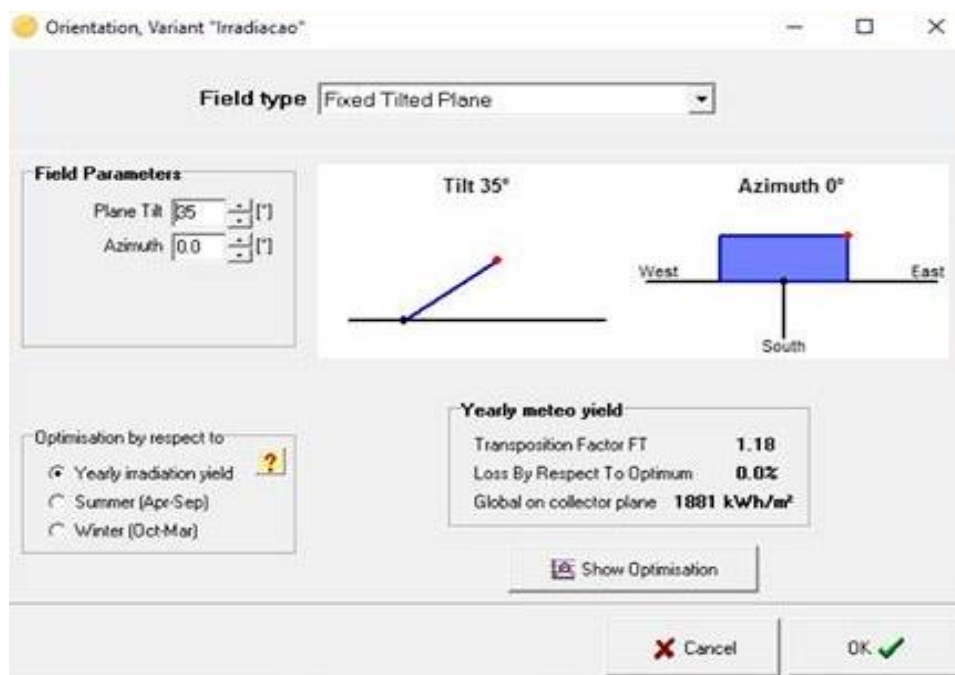 Orientation, Variant "Irradiacao"
Field type Fixed Tilted Plane
Field Parameters
Plane Tilt 35 [°]
Azimuth 0.0 [°]
Tilt 35°
Azimuth 0°
West
East
South
Optimisation by respect to
Yearly irradiation yield
?
Summer (Apr-Sep)
Winter (Oct-Mar)
Yearly meteo yield
Transposition Factor FT 1.18
Loss By Respect To Optimum 0.0%
Global on collector plane 1881 kWh/m²
Show Optimisation
Cancel
OK